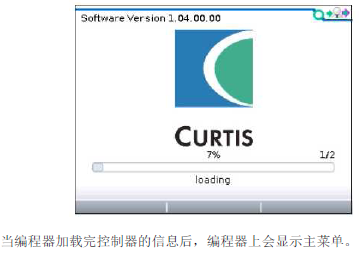 Software Version 1.04.00.00
CURTIS
7%
1/2
loading
当编程器加载完控制器的信息后，编程器上会显示主菜单。